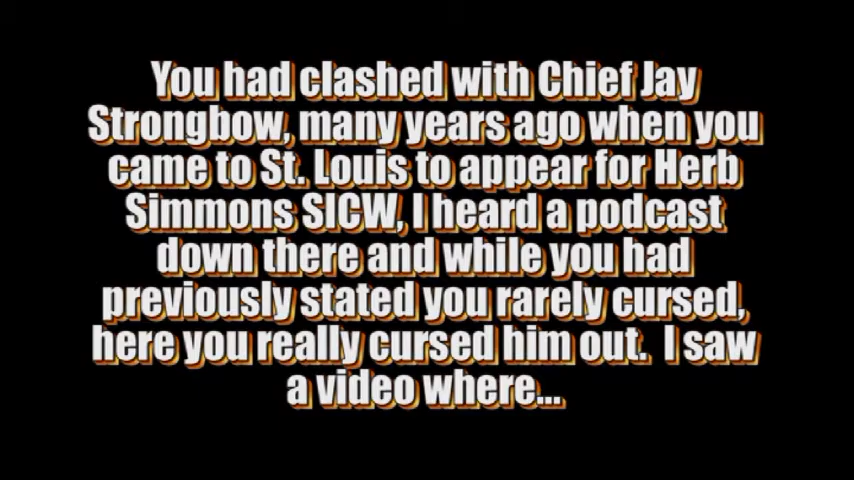 You had clashed with Chief Jay
Strongbow, many years ago when you
came to St. Louis to appear for Herb
Simmons SICW, I heard a podcast
down there and while you had
previously stated you rarely cursed,
here you really cursed him out.  I saw
a video where...